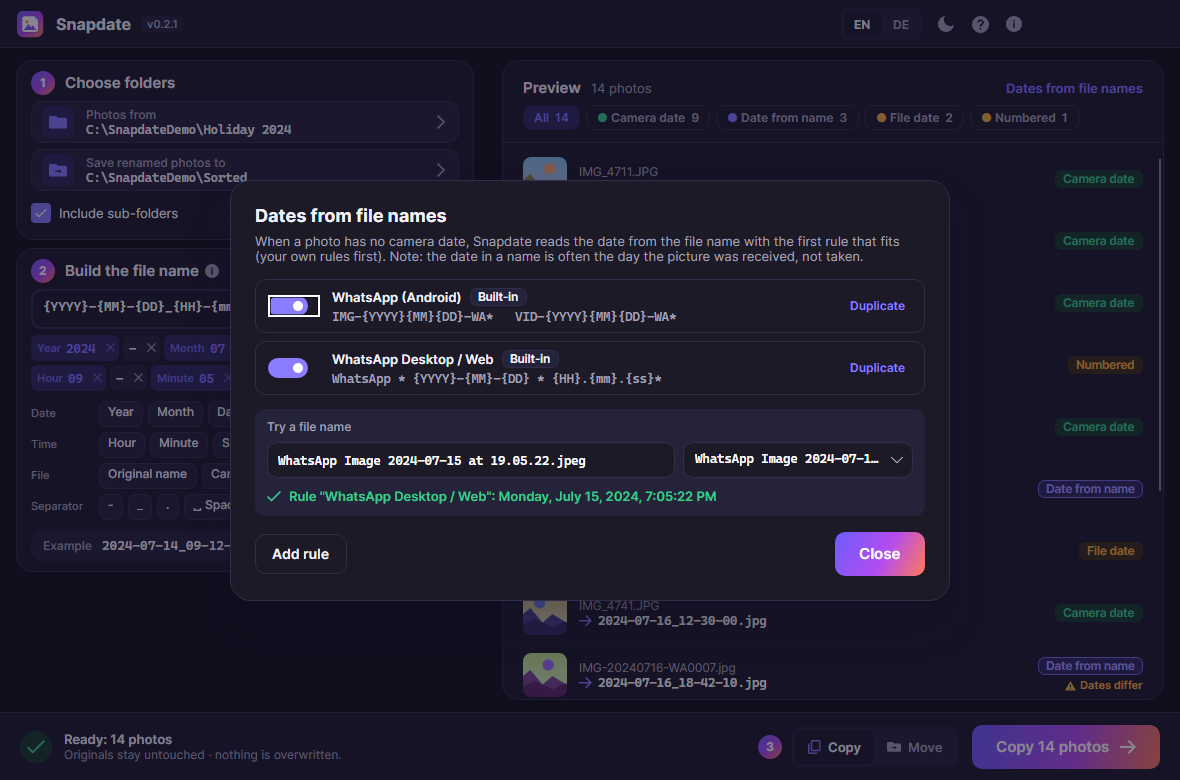 Snapdate v0.2.1
EN DE
1 Choose folders
Photos from
C:\SnapdateDemo\Holiday 2024
Save renamed photos to
C:\SnapdateDemo\Sorted
Include sub-folders
2 Build the file name
{YYYY}-{MM}-{DD}_{HH}-{mm
Year 2024 - Month 07
Hour 09 - Minute 05
Date Year Month
Time Hour Minute
File Original name
Separator - _ .
Example 2024-07-14_09-12-
Preview 14 photos
Dates from file names
All 14 Camera date 9 Date from name 3 File date 2 Numbered 1
IMG_4711.JPG
Camera date
Camera date
Camera date
Numbered
Camera date
Date from name
File date
IMG_4741.JPG
→ 2024-07-16_12-30-00.jpg
Camera date
IMG-20240716-WA0007.jpg
→ 2024-07-16_18-42-10.jpg
Date from name
Dates differ
Dates from file names
When a photo has no camera date, Snapdate reads the date from the file name with the first rule that fits
(your own rules first). Note: the date in a name is often the day the picture was received, not taken.
WhatsApp (Android) Built-in
IMG-{YYYY}{MM}{DD}-WA* VID-{YYYY}{MM}{DD}-WA*
Duplicate
WhatsApp Desktop / Web Built-in
WhatsApp * {YYYY}-{MM}-{DD} * {HH}.{mm}.{ss}*
Duplicate
Try a file name
WhatsApp Image 2024-07-15 at 19.05.22.jpeg
WhatsApp Image 2024-07-1…
Rule "WhatsApp Desktop / Web": Monday, July 15, 2024, 7:05:22 PM
Add rule
Close
Ready: 14 photos
Originals stay untouched · nothing is overwritten.
3 Copy Move
Copy 14 photos →